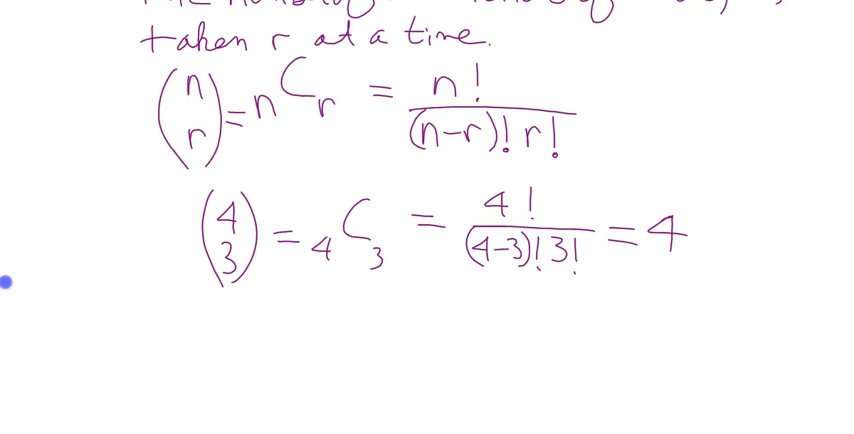 taken r at a time.
(n r) = nCr = n! / (n-r)! r!
(4 3) = 4C3 = 4! / (4-3)! 3! = 4